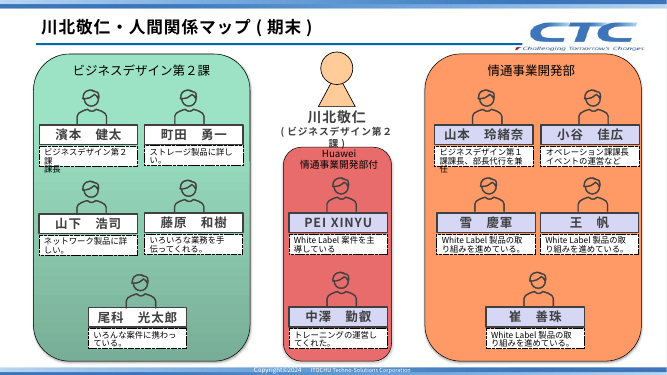 川北敬仁・人間関係マップ(期末)
CTC
Challenging Tomorrow's Changes
ビジネスデザイン第２課
濱本　健太
ビジネスデザイン第２
課
課長
町田　勇一
ストレージ製品に詳し
い。
山下　浩司
ネットワーク製品に詳
しい。
藤原　和樹
いろいろな業務を手
伝ってくれる。
尾科　光太郎
いろんな案件に携わっ
ている。
川北敬仁
(ビジネスデザイン第２
課)
Huawei
情通事業開発部付
PEI XINYU
White Label 案件を主
導している
中澤　勤叡
トレーニングの運営し
てくれた。
情通事業開発部
山本　玲緒奈
ビジネスデザイン第１
課課長、部長代行を兼
任
小谷　佳広
オペレーション課課長
イベントの運営など
雪　慶軍
White Label 製品の取
り組みを進めている。
王　帆
White Label 製品の取
り組みを進めている。
崔　善珠
White Label 製品の取
り組みを進めている。
Copyright©2024　ITOCHU Techno-Solutions Corporation